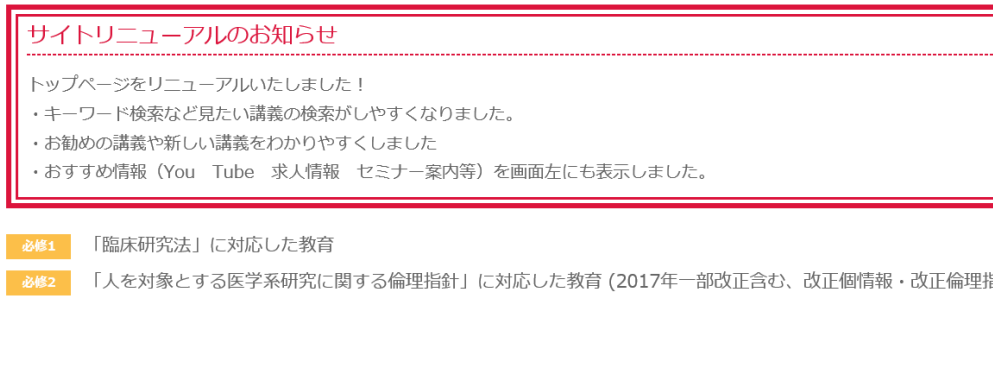 サイトリニューアルのお知らせ
トップページをリニューアルいたしました！
・キーワード検索など見たい講義の検索がしやすくなりました。
・お勧めの講義や新しい講義をわかりやすくしました
・おすすめ情報（You　Tube　求人情報　セミナー案内等）を画面左にも表示しました。
必修1 「臨床研究法」に対応した教育
必修2 「人を対象とする医学系研究に関する倫理指針」に対応した教育 (2017年一部改正含む、改正個情報・改正倫理指